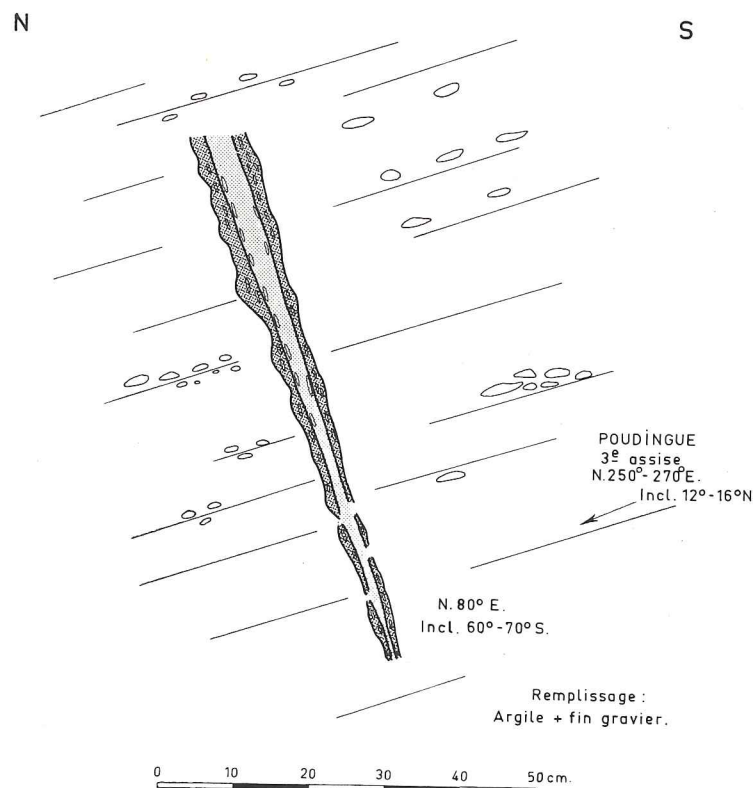 N
S
POUDINGUE
3e assise
N.250°-270°E.
Incl. 12°-16°N
N. 80° E.
Incl. 60°-70° S.
Remplissage :
Argile + fin gravier.
0 10 20 30 40 50 cm.